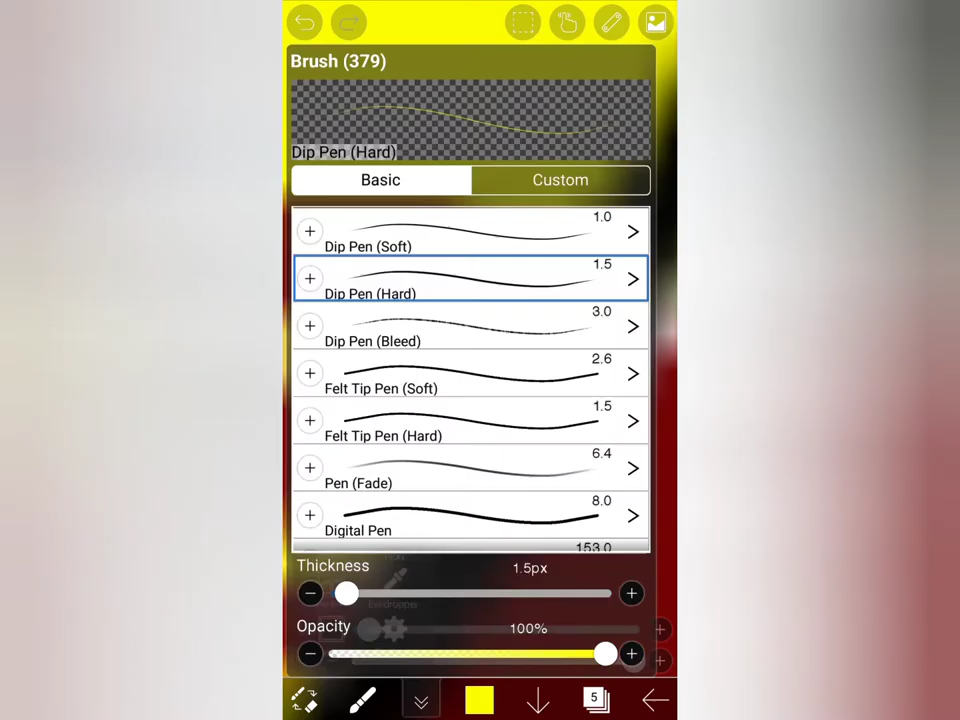 Brush (379)
Dip Pen (Hard)
Basic
Custom
1.0
Dip Pen (Soft)
1.5
Dip Pen (Hard)
3.0
Dip Pen (Bleed)
2.6
Felt Tip Pen (Soft)
1.5
Felt Tip Pen (Hard)
6.4
Pen (Fade)
8.0
Digital Pen
153.0
Thickness
1.5px
Eyedropper
Opacity
100%
5